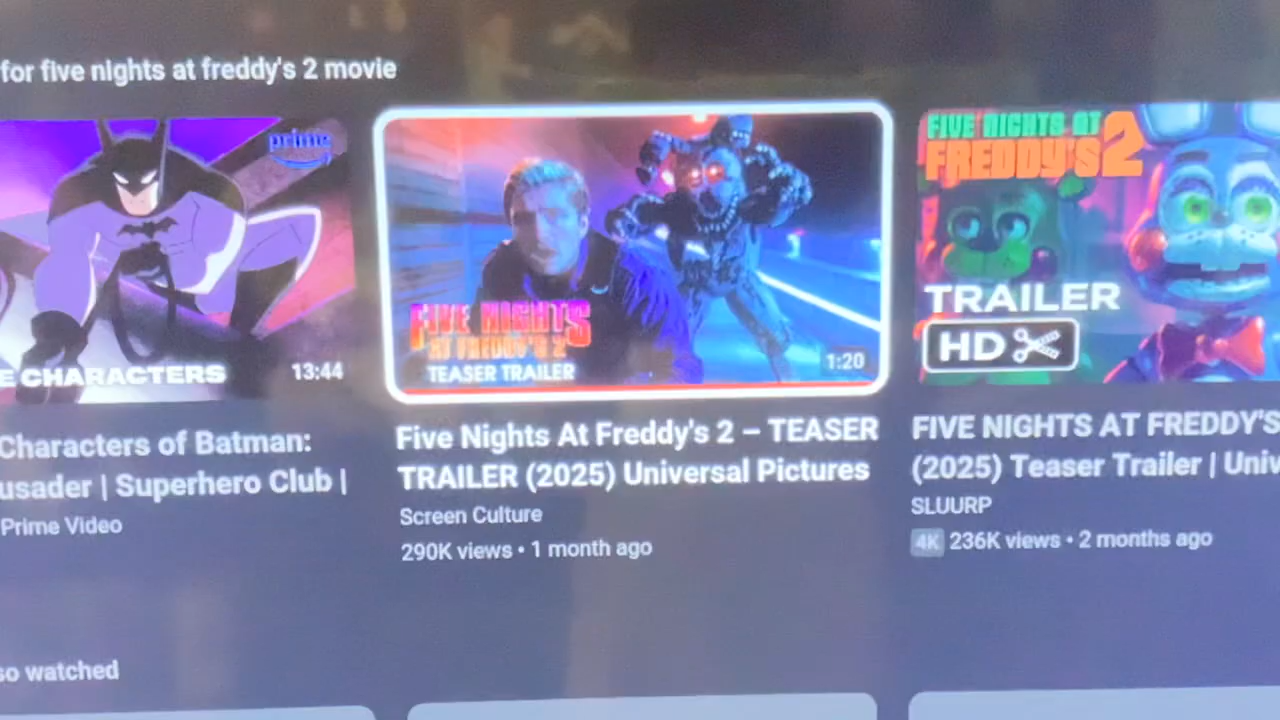 for five nights at freddy's 2 movie
prime
E CHARACTERS
13:44
FIVE NIGHTS
AT FREDDY'S 2
TEASER TRAILER
1:20
FIVE NIGHTS AT
FREDDY'S 2
TRAILER
HD
Characters of Batman:
usader | Superhero Club |
Prime Video
Five Nights At Freddy's 2 – TEASER
TRAILER (2025) Universal Pictures
Screen Culture
290K views • 1 month ago
FIVE NIGHTS AT FREDDY'S
(2025) Teaser Trailer | Univ
SLUURP
4K 236K views • 2 months ago
so watched